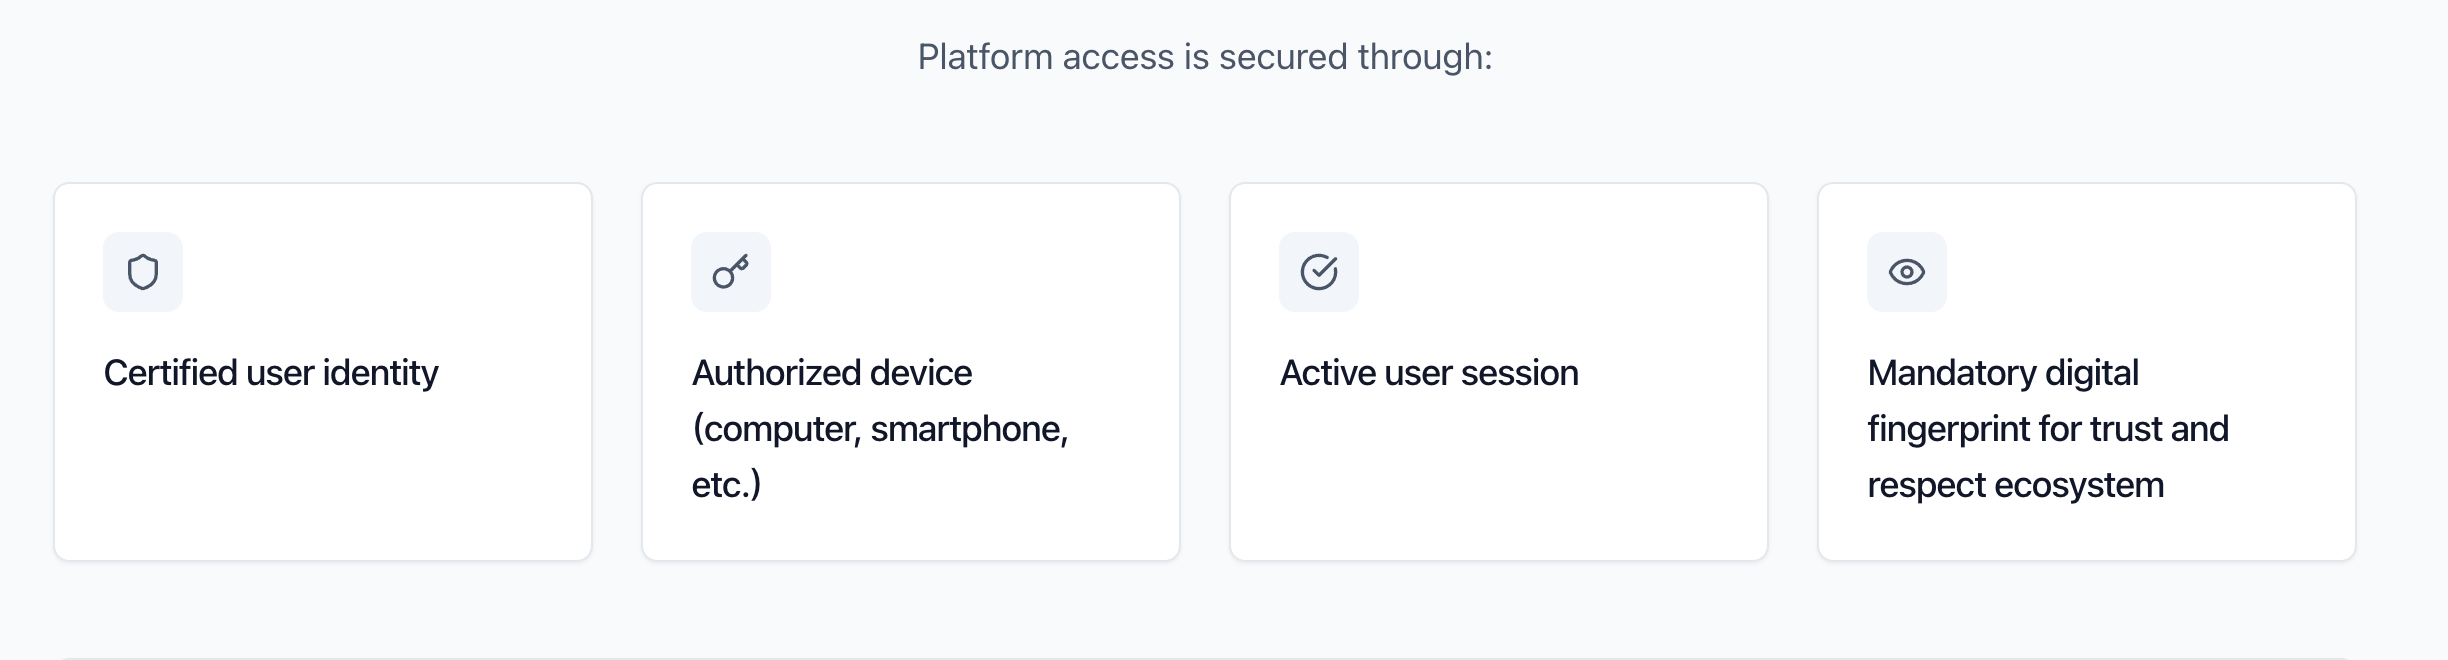 Platform access is secured through:
Certified user identity
Authorized device
(computer, smartphone,
etc.)
Active user session
Mandatory digital
fingerprint for trust and
respect ecosystem